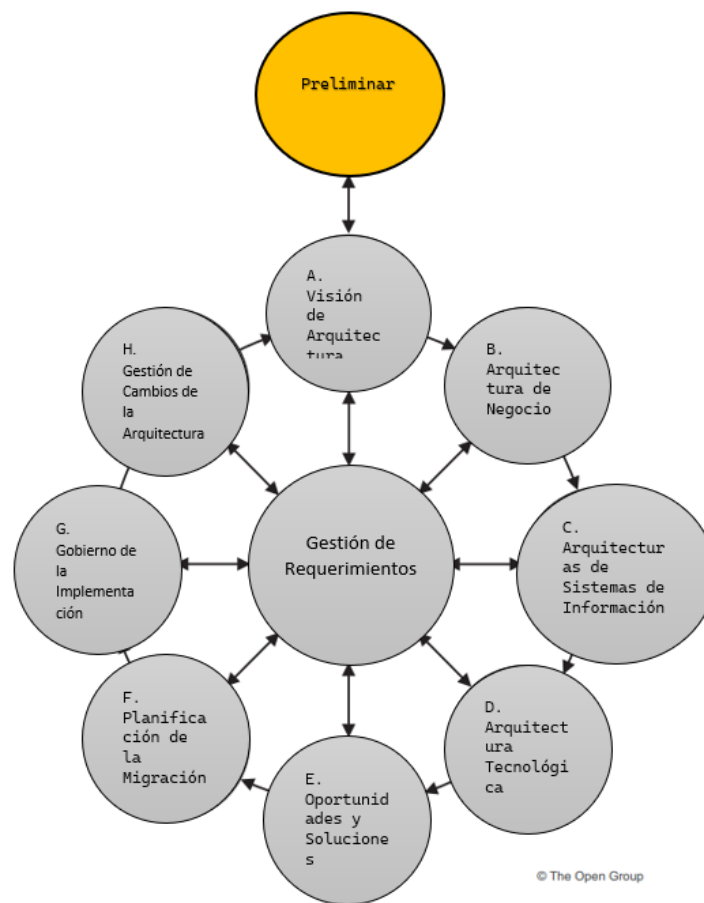 Preliminar
A.
Visión
de
Arquitec
tura
B.
Arquitec
tura de
Negocio
C.
Arquitectur
as de
Sistemas de
Información
D.
Arquitect
ura
Tecnológi
ca
E.
Oportunid
ades y
Solucione
s
F.
Planifica
ción de
la
Migración
G.
Gobierno de
la
Implementa
ción
H.
Gestión de
Cambios de
la
Arquitectura
Gestión de
Requerimientos
© The Open Group